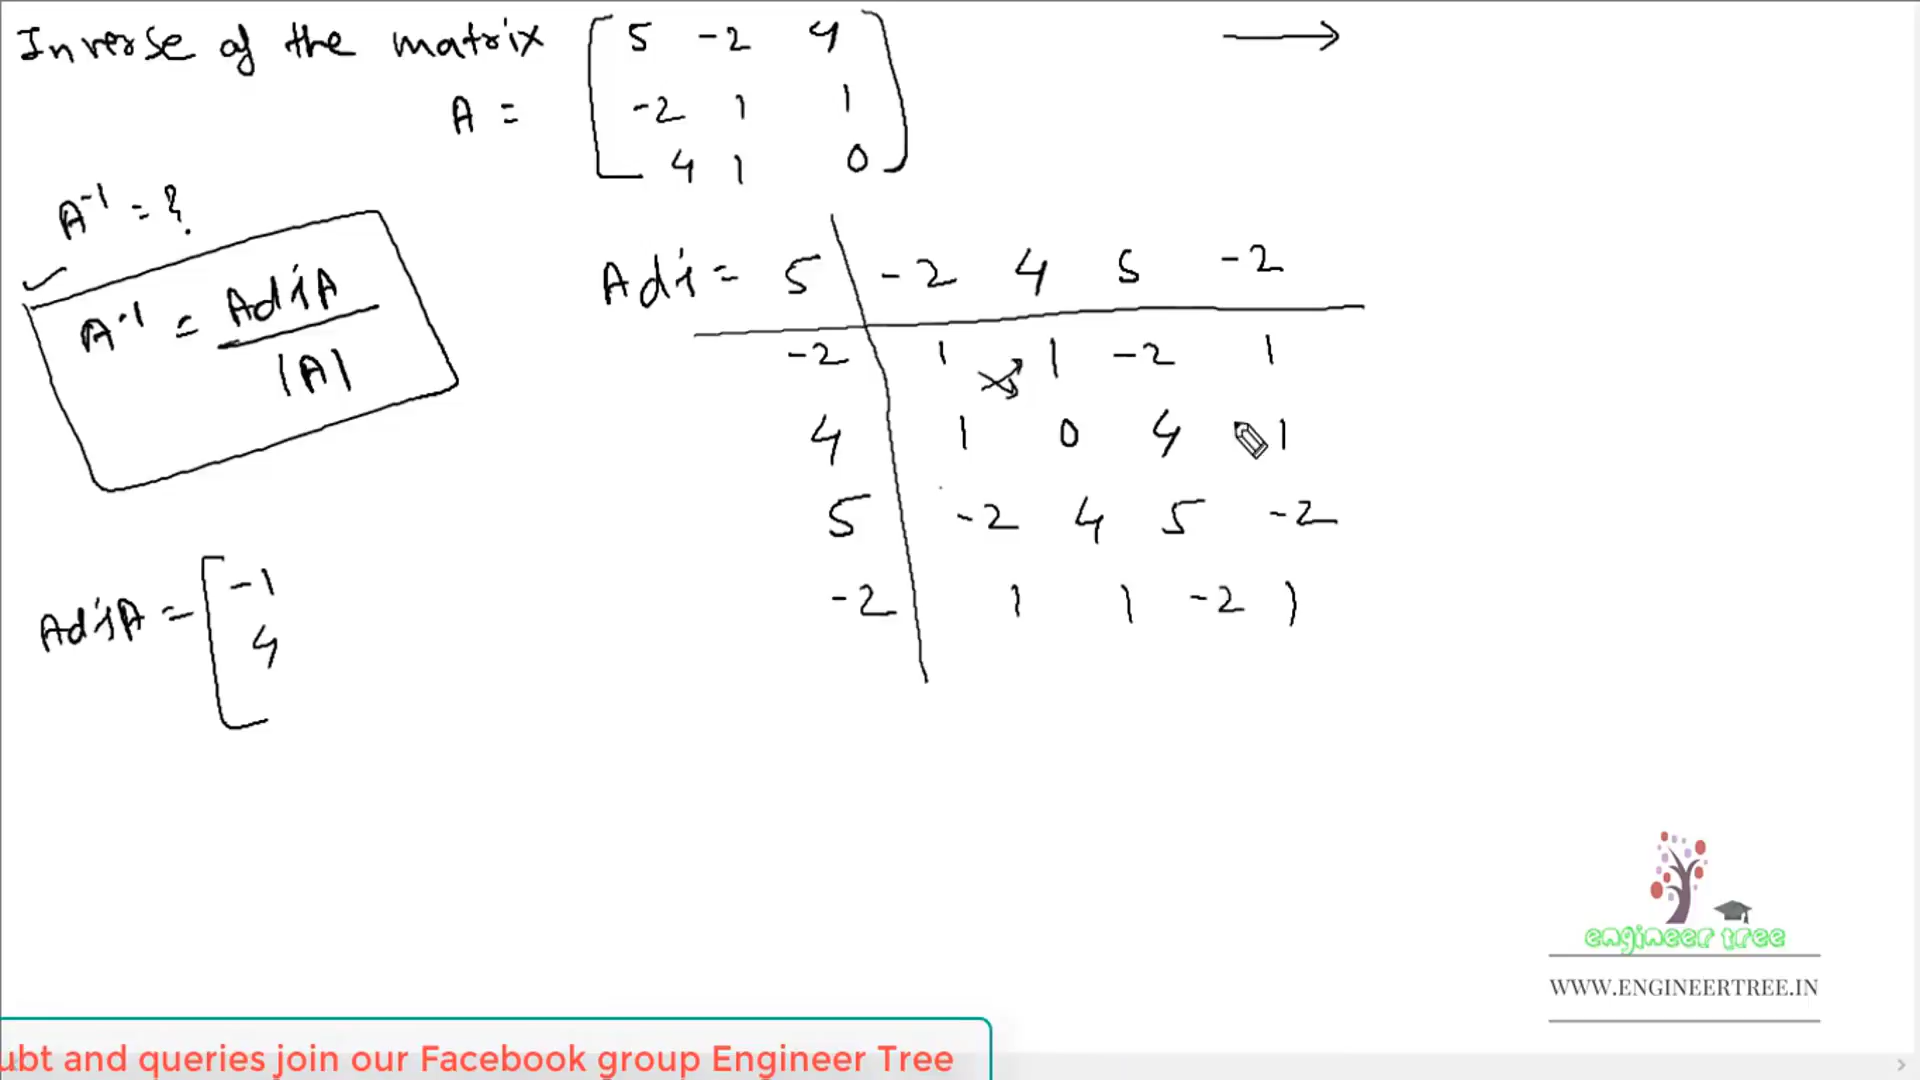 Inverse of the matrix
A = [ 5 -2 4
-2 1 1
4 1 0 ]
A⁻¹ = ?
A⁻¹ = AdjA
|A|
Adj = 5 -2 4 5 -2
-2 1 1 -2 1
4 1 0 4 1
5 -2 4 5 -2
-2 1 1 -2 1
AdjA = [ -1
4
engineer tree
WWW.ENGINEERTREE.IN
ubt and queries join our Facebook group Engineer Tree